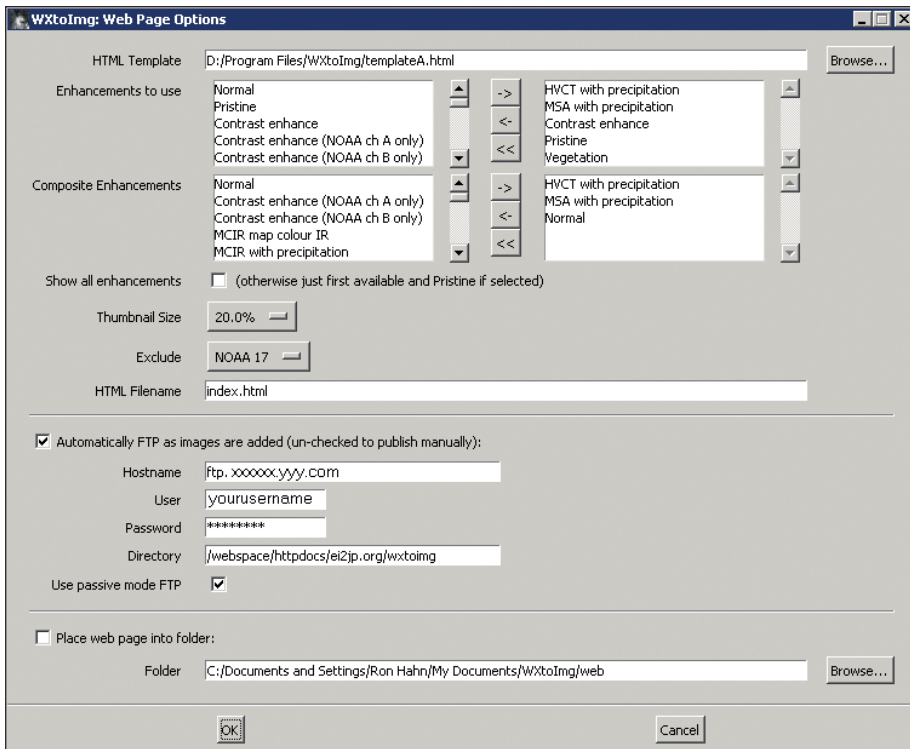 WXtoImg: Web Page Options
HTML Template D:/Program Files/WXtoImg/templateA.html Browse...
Enhancements to use
Normal
Pristine
Contrast enhance
Contrast enhance (NOAA ch A only)
Contrast enhance (NOAA ch B only)
->
<-
<<
HVCT with precipitation
MSA with precipitation
Contrast enhance
Pristine
Vegetation
Composite Enhancements
Normal
Contrast enhance (NOAA ch A only)
Contrast enhance (NOAA ch B only)
MCIR map colour IR
MCIR with precipitation
->
<-
<<
HVCT with precipitation
MSA with precipitation
Normal
Show all enhancements (otherwise just first available and Pristine if selected)
Thumbnail Size 20.0%
Exclude NOAA 17
HTML Filename index.html
Automatically FTP as images are added (un-checked to publish manually):
Hostname ftp. xxxxxx.yyy.com
User yourusername
Password ********
Directory /webspace/httpdocs/ei2jp.org/wxtoimg
Use passive mode FTP
Place web page into folder:
Folder C:/Documents and Settings/Ron Hahn/My Documents/WXtoImg/web Browse...
OK Cancel